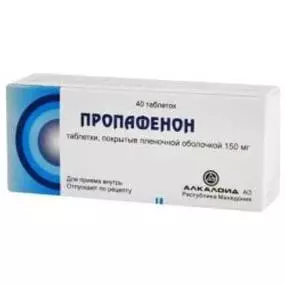 40 таблеток
ПРОПАФЕНОН
таблетки, покрытые пленочной оболочкой 150 мг
Для приема внутрь
Отпускают по рецепту
АЛКАЛОИД АО
Республика Македония